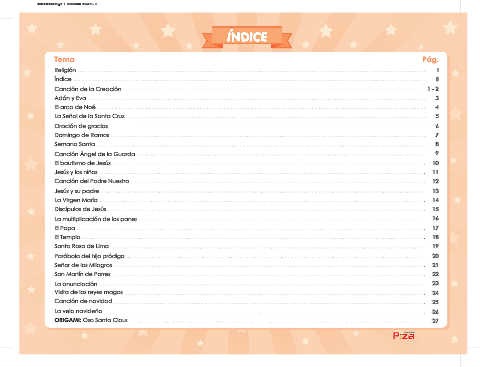 ÍNDICE
Tema Pág.
Religión I
Índice II
Canción de la Creación 1 - 2
Adán y Eva 3
El arca de Noé 4
La Señal de la Santa Cruz 5
Oración de gracias 6
Domingo de Ramos 7
Semana Santa 8
Canción Ángel de la Guarda 9
El bautismo de Jesús 10
Jesús y los niños 11
Canción del Padre Nuestro 12
Jesús y su padre 13
La Virgen María 14
Discípulos de Jesús 15
La multiplicación de los panes 16
El Papa 17
El Templo 18
Santa Rosa de Lima 19
Parábola del hijo pródigo 20
Señor de los Milagros 21
San Martín de Porres 22
La anunciación 23
Visita de los reyes magos 24
Canción de navidad 25
La vela navideña 26
ORIGAMI: Oso Santa Claus 27